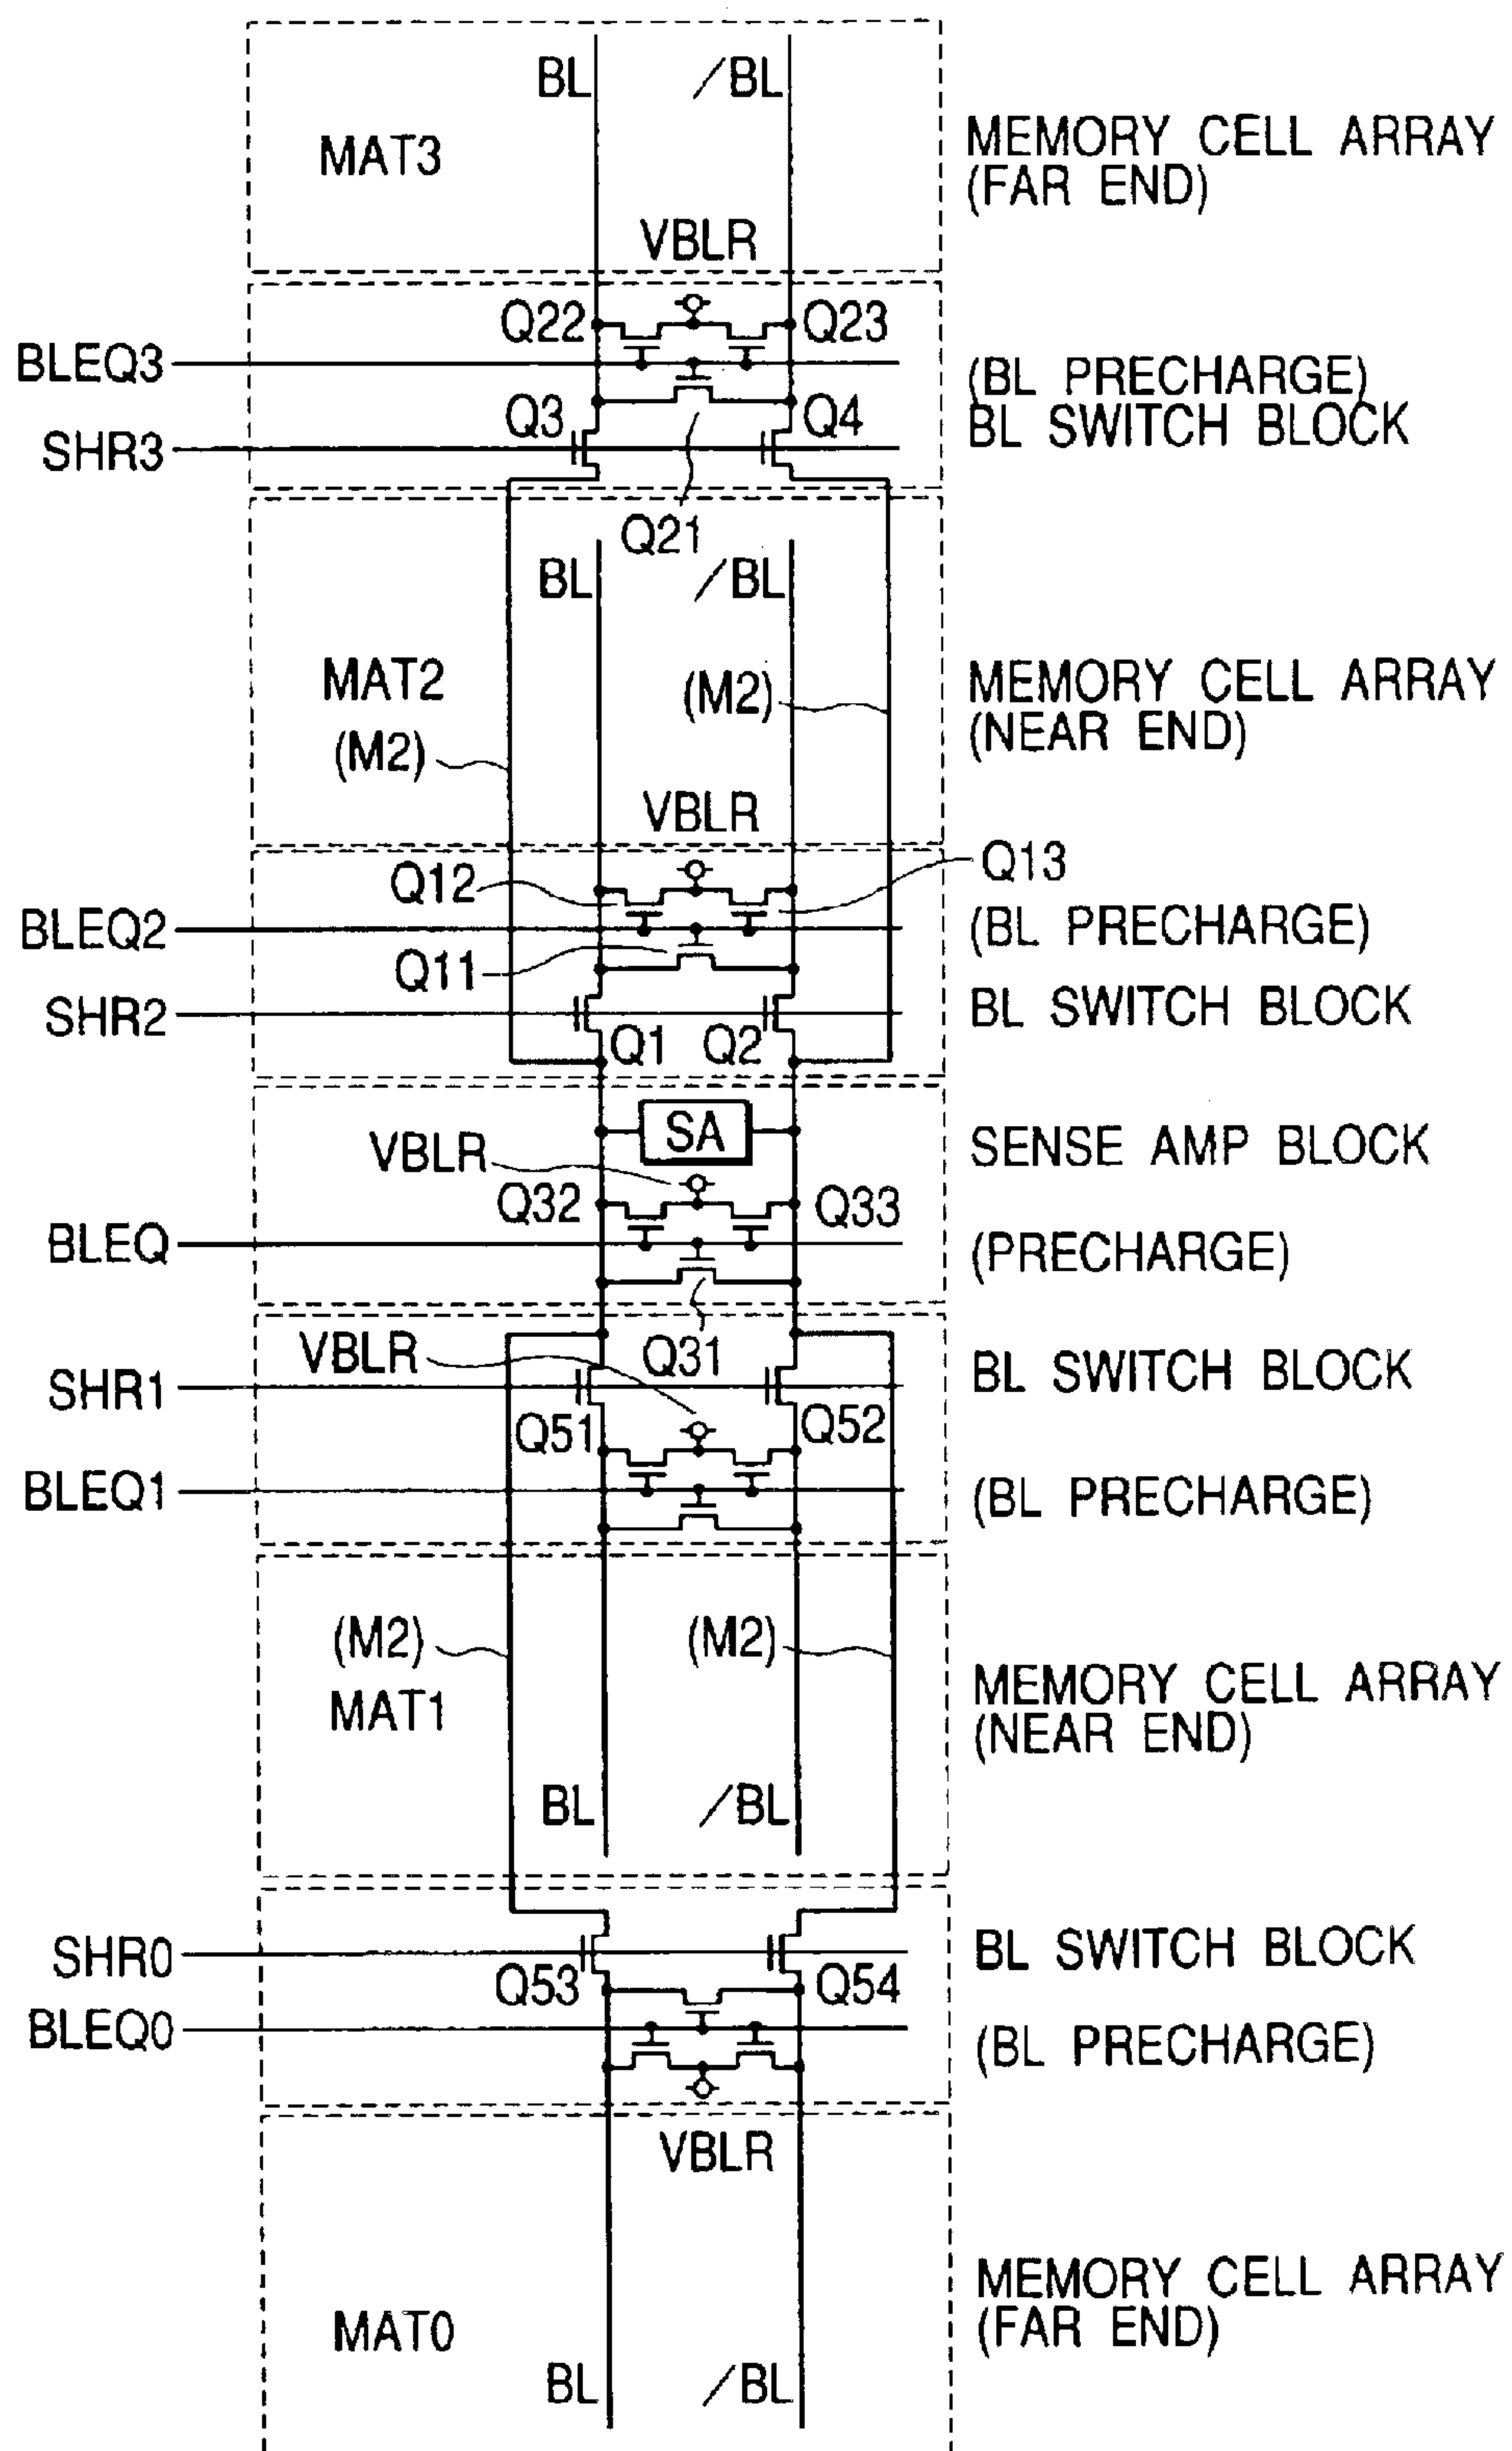 BL /BL
MAT3
MEMORY CELL ARRAY
(FAR END)
VBLR
Q22 Q23
BLEQ3
(BL PRECHARGE)
Q3 Q4
BL SWITCH BLOCK
SHR3
Q21
BL /BL
MAT2
(M2)
MEMORY CELL ARRAY
(NEAR END)
(M2)
VBLR
Q12
Q13
BLEQ2
(BL PRECHARGE)
Q11
SHR2
BL SWITCH BLOCK
Q1 Q2
SA
SENSE AMP BLOCK
VBLR
Q32 Q33
BLEQ
(PRECHARGE)
VBLR
Q31
BL SWITCH BLOCK
SHR1
Q51 Q52
BLEQ1
(BL PRECHARGE)
(M2) (M2)
MAT1
MEMORY CELL ARRAY
(NEAR END)
BL /BL
SHR0
BL SWITCH BLOCK
Q53 Q54
BLEQ0
(BL PRECHARGE)
VBLR
MEMORY CELL ARRAY
(FAR END)
MAT0
BL /BL